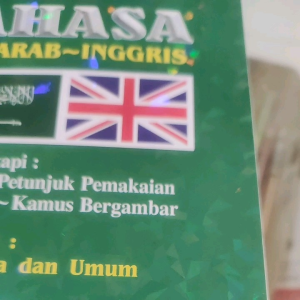 AHASA
ARAB~INGGRIS
api :
Petunjuk Pemakaian
~Kamus Bergambar
:
a dan Umum